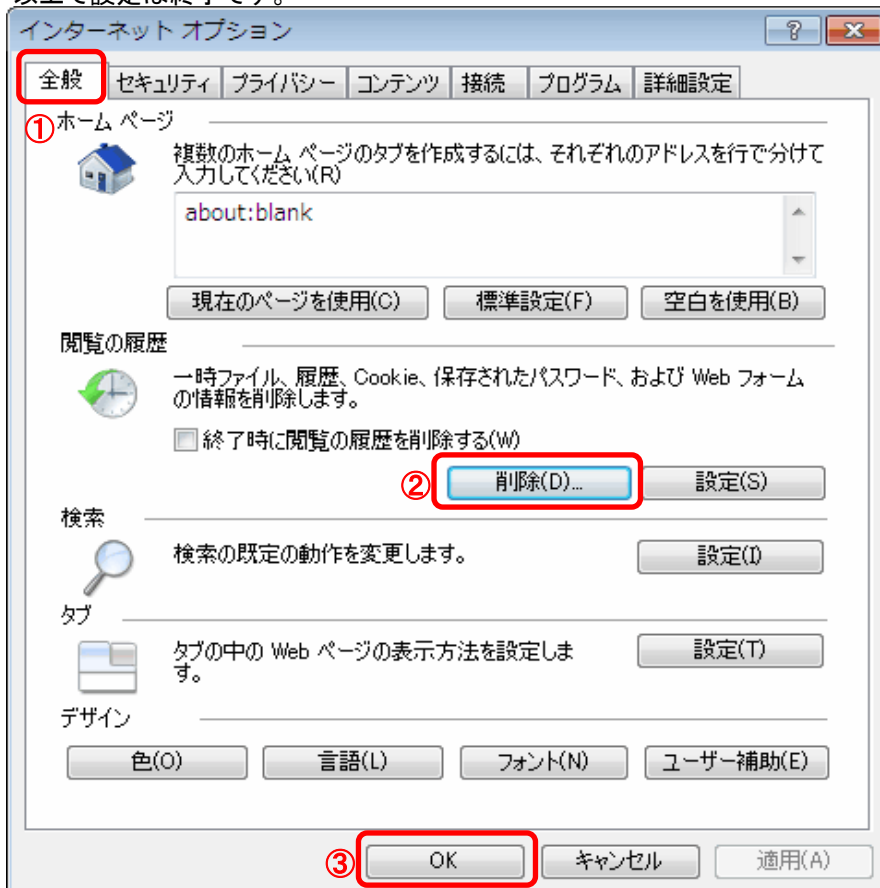 以上で設定は終了です。
インターネット オプション
全般 セキュリティ プライバシー コンテンツ 接続 プログラム 詳細設定
①
ホーム ページ
複数のホーム ページのタブを作成するには、それぞれのアドレスを行で分けて
入力してください(R)
about:blank
現在のページを使用(C) 標準設定(F) 空白を使用(B)
閲覧の履歴
一時ファイル、履歴、Cookie、保存されたパスワード、および Web フォーム
の情報を削除します。
終了時に閲覧の履歴を削除する(W)
② 削除(D)... 設定(S)
検索
検索の既定の動作を変更します。 設定(I)
タブ
タブの中の Web ページの表示方法を設定しま
す。
設定(T)
デザイン
色(O) 言語(L) フォント(N) ユーザー補助(E)
③ OK キャンセル 適用(A)